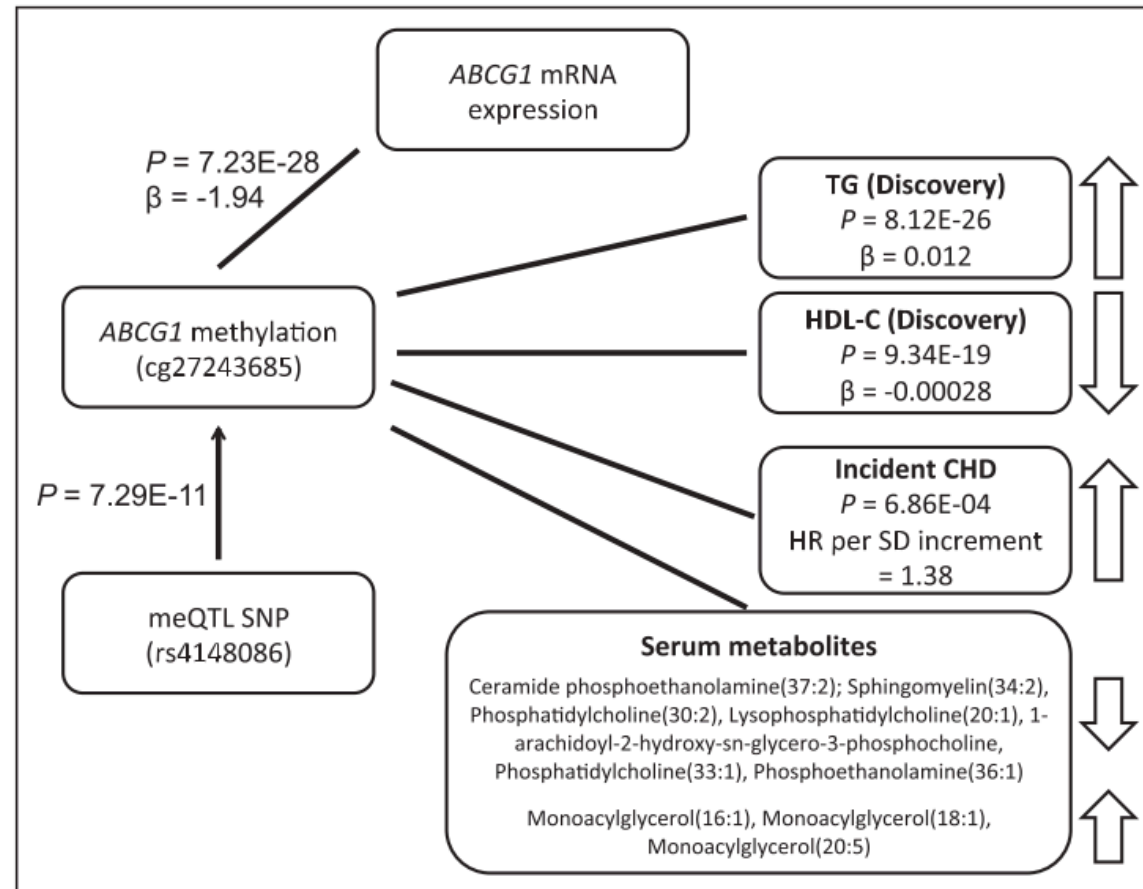 ABCG1 mRNA
expression
P = 7.23E-28
β = -1.94
TG (Discovery)
P = 8.12E-26
β = 0.012
ABCG1 methylation
(cg27243685)
HDL-C (Discovery)
P = 9.34E-19
β = -0.00028
Incident CHD
P = 6.86E-04
HR per SD increment
= 1.38
P = 7.29E-11
meQTL SNP
(rs4148086)
Serum metabolites
Ceramide phosphoethanolamine(37:2); Sphingomyelin(34:2),
Phosphatidylcholine(30:2), Lysophosphatidylcholine(20:1), 1-
arachidoyl-2-hydroxy-sn-glycero-3-phosphocholine,
Phosphatidylcholine(33:1), Phosphoethanolamine(36:1)
Monoacylglycerol(16:1), Monoacylglycerol(18:1),
Monoacylglycerol(20:5)